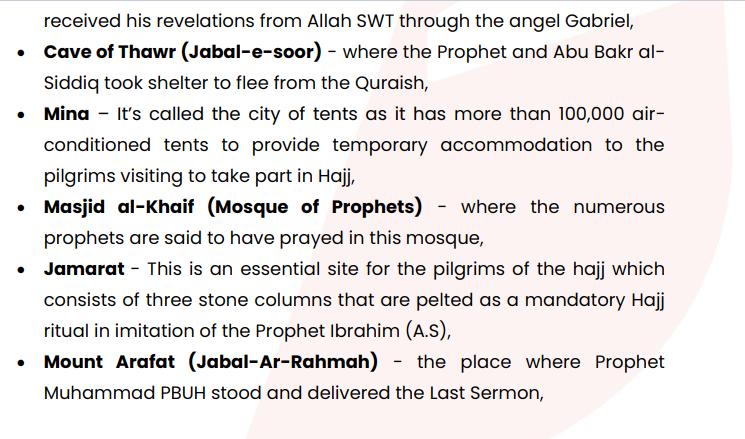 received his revelations from Allah SWT through the angel Gabriel,
• Cave of Thawr (Jabal-e-soor) - where the Prophet and Abu Bakr al-
Siddiq took shelter to flee from the Quraish,
• Mina – It's called the city of tents as it has more than 100,000 air-
conditioned tents to provide temporary accommodation to the
pilgrims visiting to take part in Hajj,
• Masjid al-Khaif (Mosque of Prophets) - where the numerous
prophets are said to have prayed in this mosque,
• Jamarat - This is an essential site for the pilgrims of the hajj which
consists of three stone columns that are pelted as a mandatory Hajj
ritual in imitation of the Prophet Ibrahim (A.S),
• Mount Arafat (Jabal-Ar-Rahmah) - the place where Prophet
Muhammad PBUH stood and delivered the Last Sermon,